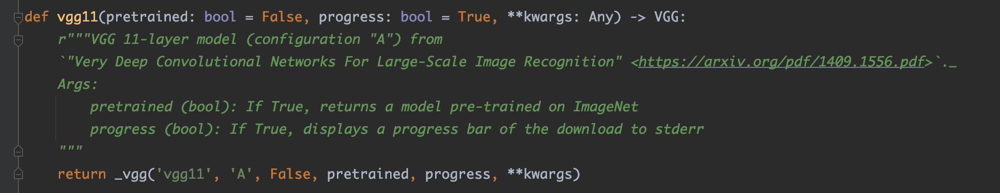 def vgg11(pretrained: bool = False, progress: bool = True, **kwargs: Any) -> VGG:
    r"""VGG 11-layer model (configuration "A") from
    `"Very Deep Convolutional Networks For Large-Scale Image Recognition" <https://arxiv.org/pdf/1409.1556.pdf>`._
    Args:
        pretrained (bool): If True, returns a model pre-trained on ImageNet
        progress (bool): If True, displays a progress bar of the download to stderr
    """
    return _vgg('vgg11', 'A', False, pretrained, progress, **kwargs)